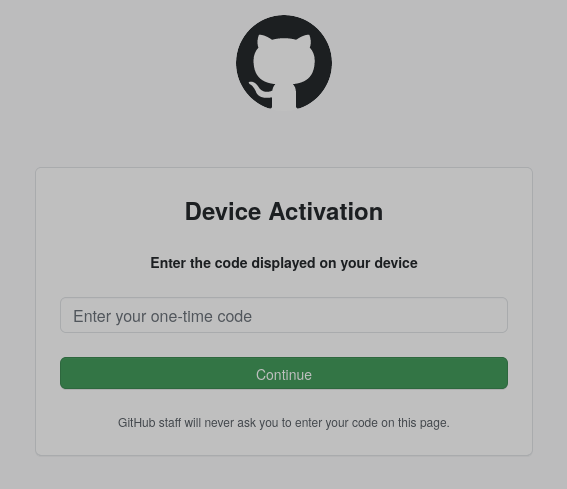 Device Activation
Enter the code displayed on your device
Enter your one-time code
Continue
GitHub staff will never ask you to enter your code on this page.